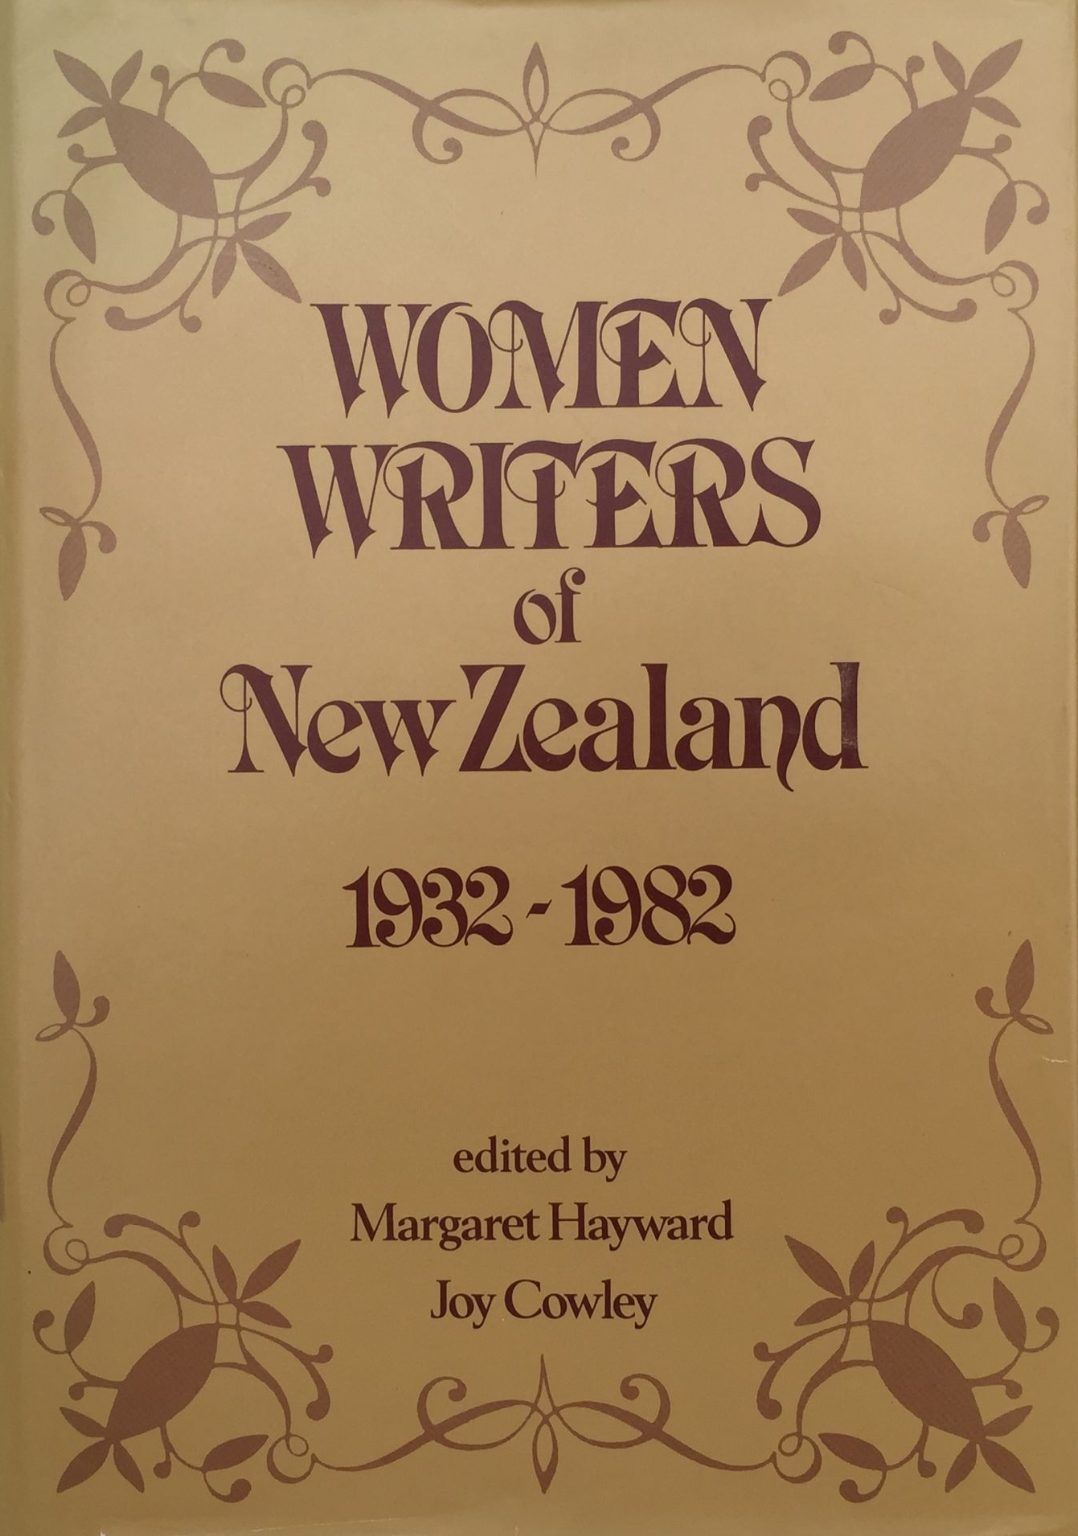 WOMEN
WRITERS
of
New Zealand
1932-1982
edited by
Margaret Hayward
Joy Cowley